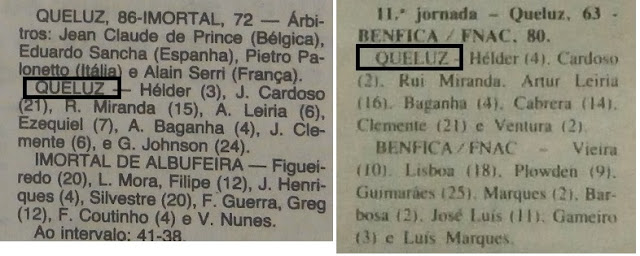 QUELUZ, 86-IMORTAL, 72 — Árbi-
tros: Jean Claude de Prince (Bélgica),
Eduardo Sancha (Espanha), Pietro Pa-
lonetto (Itália) e Alain Serri (França).
QUELUZ — Hélder (3), J. Cardoso
(21), R. Miranda (15), A. Leiria (6),
Ezequiel (7), A. Baganha (4), J. Cle-
mente (6), e G. Johnson (24).
IMORTAL DE ALBUFEIRA — Figuei-
redo (20), L. Mora, Filipe (12), J. Henri-
ques (4), Silvestre (20), F. Guerra, Greg
(12), F. Coutinho (4) e V. Nunes.
Ao intervalo: 41-38.
11.ª jornada – Queluz, 63 -
BENFICA / FNAC, 80.
QUELUZ - Hélder (4), Cardoso
(2), Rui Miranda, Artur Leiria
(16), Baganha (4), Cabrera (14),
Clemente (21) e Ventura (2).
BENFICA/FNAC – Vieira
(10), Lisboa (18), Plowden (9),
Guimarães (25), Marques (2), Bar-
bosa (2), José Luís (11), Gameiro
(3) e Luís Marques.